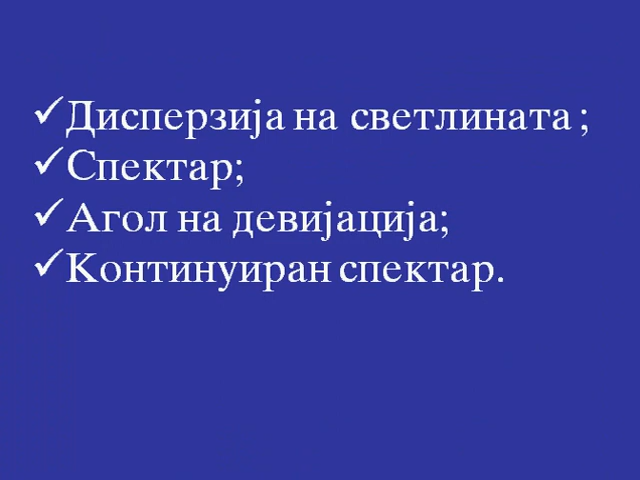 ✓Дисперзија на светлината ;
✓Спектар;
✓Агол на девијација;
✓Континуиран спектар.